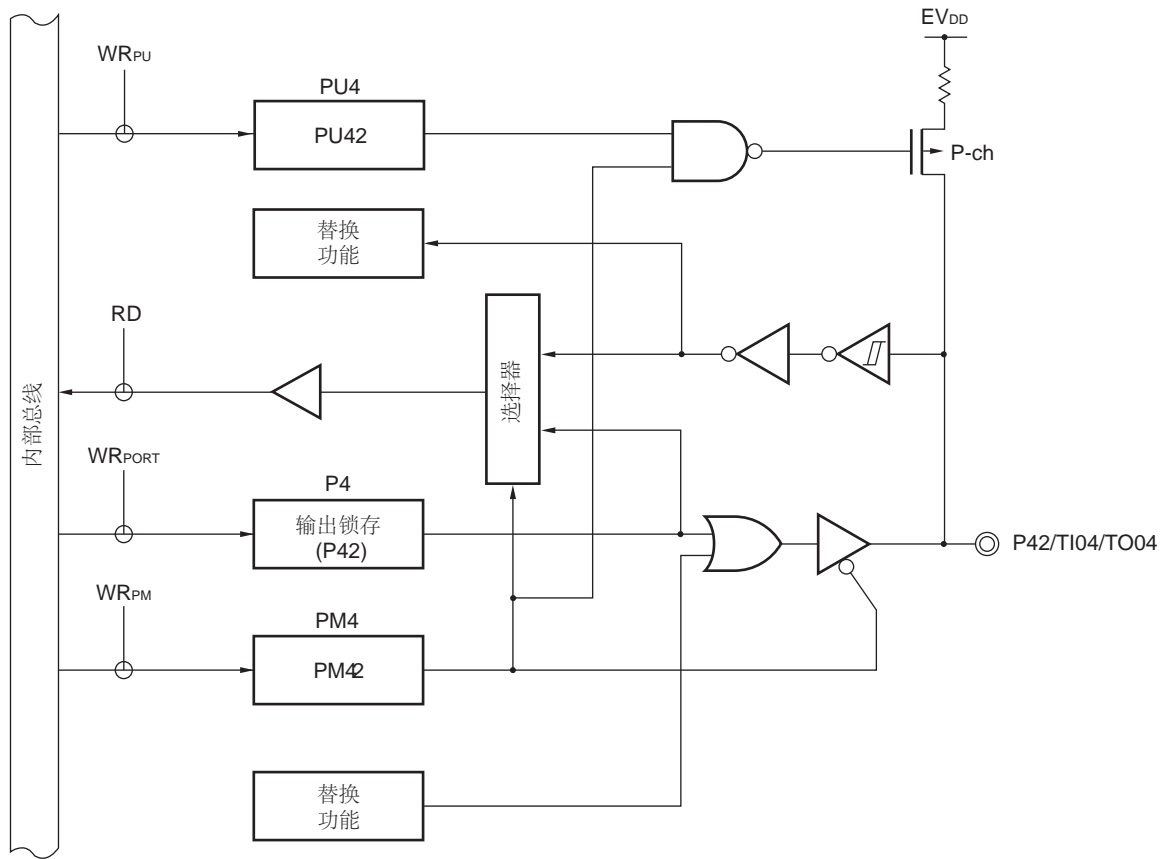 EVDD
WRPU
PU4
PU42
P-ch
替换
功能
RD
选择器
内部总线
WRPORT
P4
输出锁存
(P42)
P42/TI04/TO04
WRPM
PM4
PM42
替换
功能